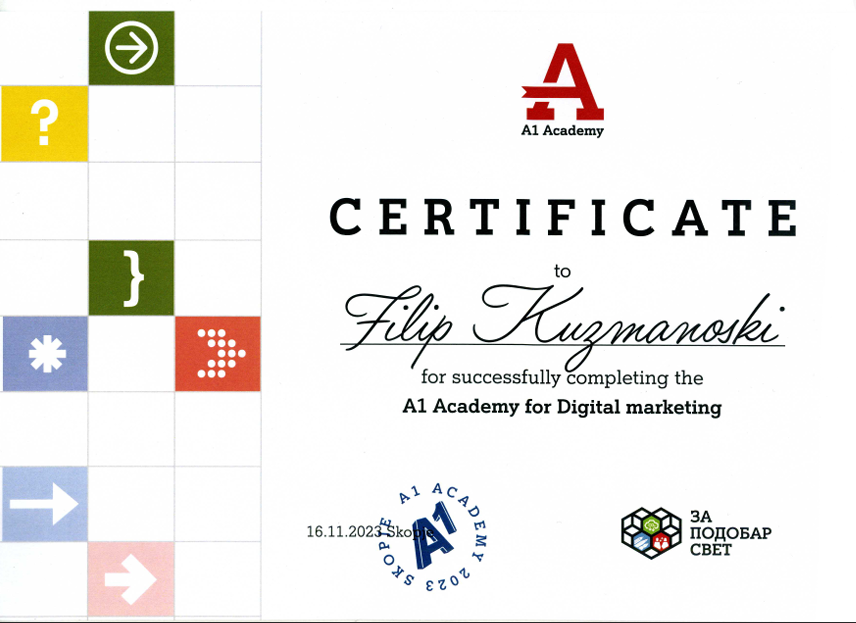 A1 Academy
CERTIFICATE
to
Filip Kuzmanoski
for successfully completing the
A1 Academy for Digital marketing
16.11.2023 Skopje
A1 ACADEMY 2023 SKOPJE
A1
ЗА
ПОДОБАР
СВЕТ